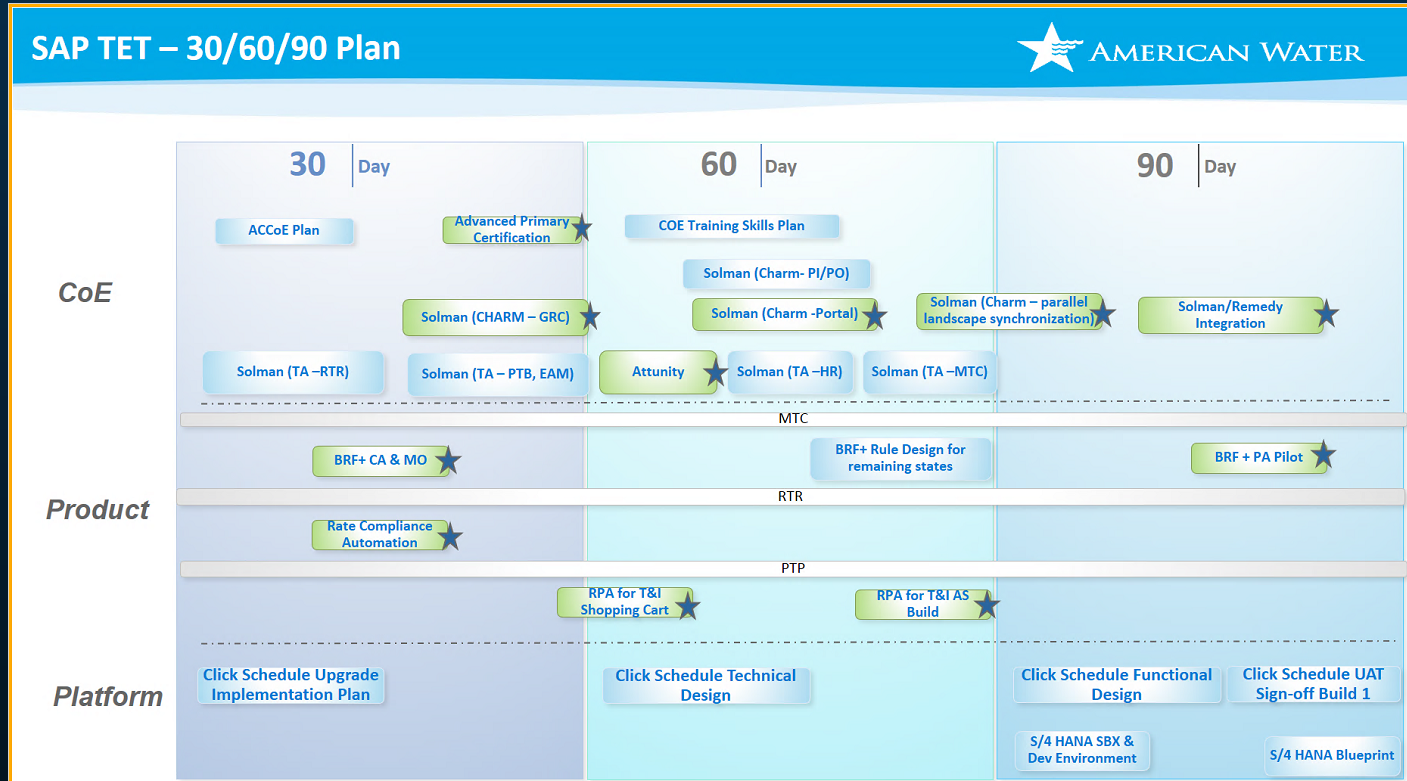 SAP TET – 30/60/90 Plan
AMERICAN WATER
30 Day
60 Day
90 Day
CoE
ACCoE Plan
Advanced Primary
Certification
COE Training Skills Plan
Solman (Charm- PI/PO)
Solman (CHARM – GRC)
Solman (Charm -Portal)
Solman (Charm – parallel
landscape synchronization)
Solman/Remedy
Integration
Solman (TA –RTR)
Solman (TA – PTB, EAM)
Attunity
Solman (TA –HR)
Solman (TA –MTC)
MTC
Product
BRF+ CA & MO
BRF+ Rule Design for
remaining states
BRF + PA Pilot
RTR
Rate Compliance
Automation
PTP
RPA for T&I
Shopping Cart
RPA for T&I AS
Build
Platform
Click Schedule Upgrade
Implementation Plan
Click Schedule Technical
Design
Click Schedule Functional
Design
Click Schedule UAT
Sign-off Build 1
S/4 HANA SBX &
Dev Environment
S/4 HANA Blueprint